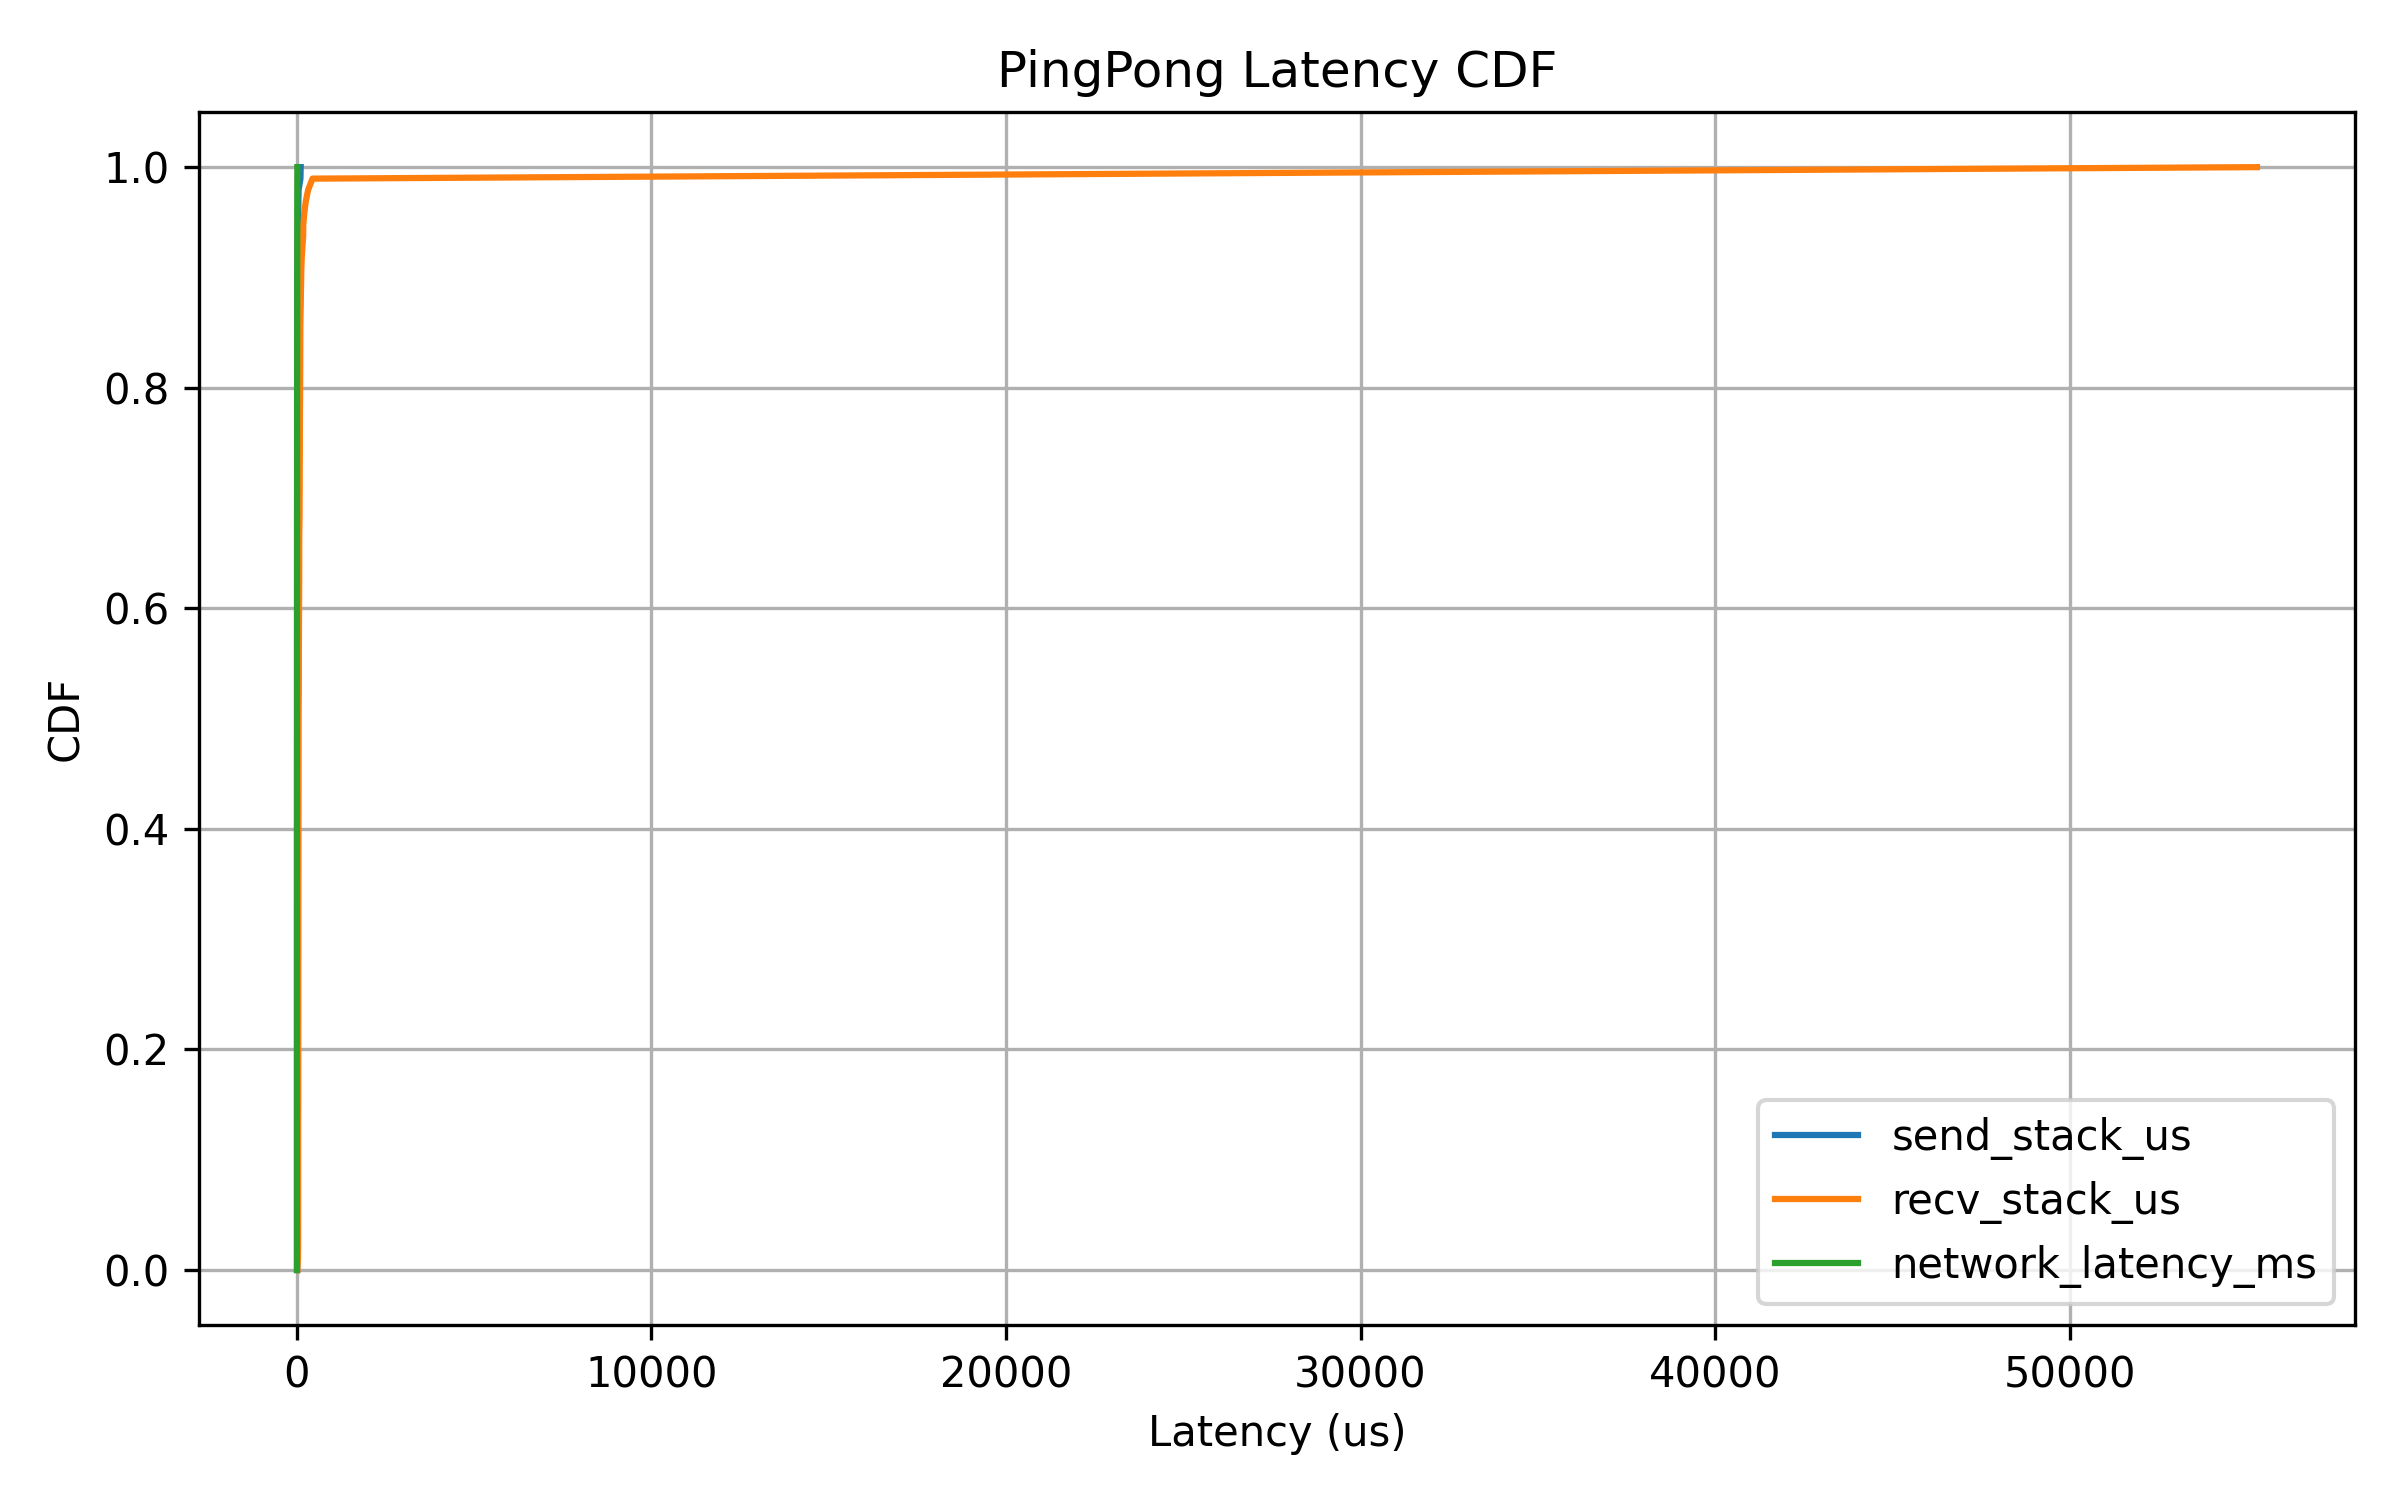 PingPong Latency CDF
1.0
0.8
0.6
0.4
0.2
0.0
CDF
0 10000 20000 30000 40000 50000
Latency (us)
send_stack_us
recv_stack_us
network_latency_ms